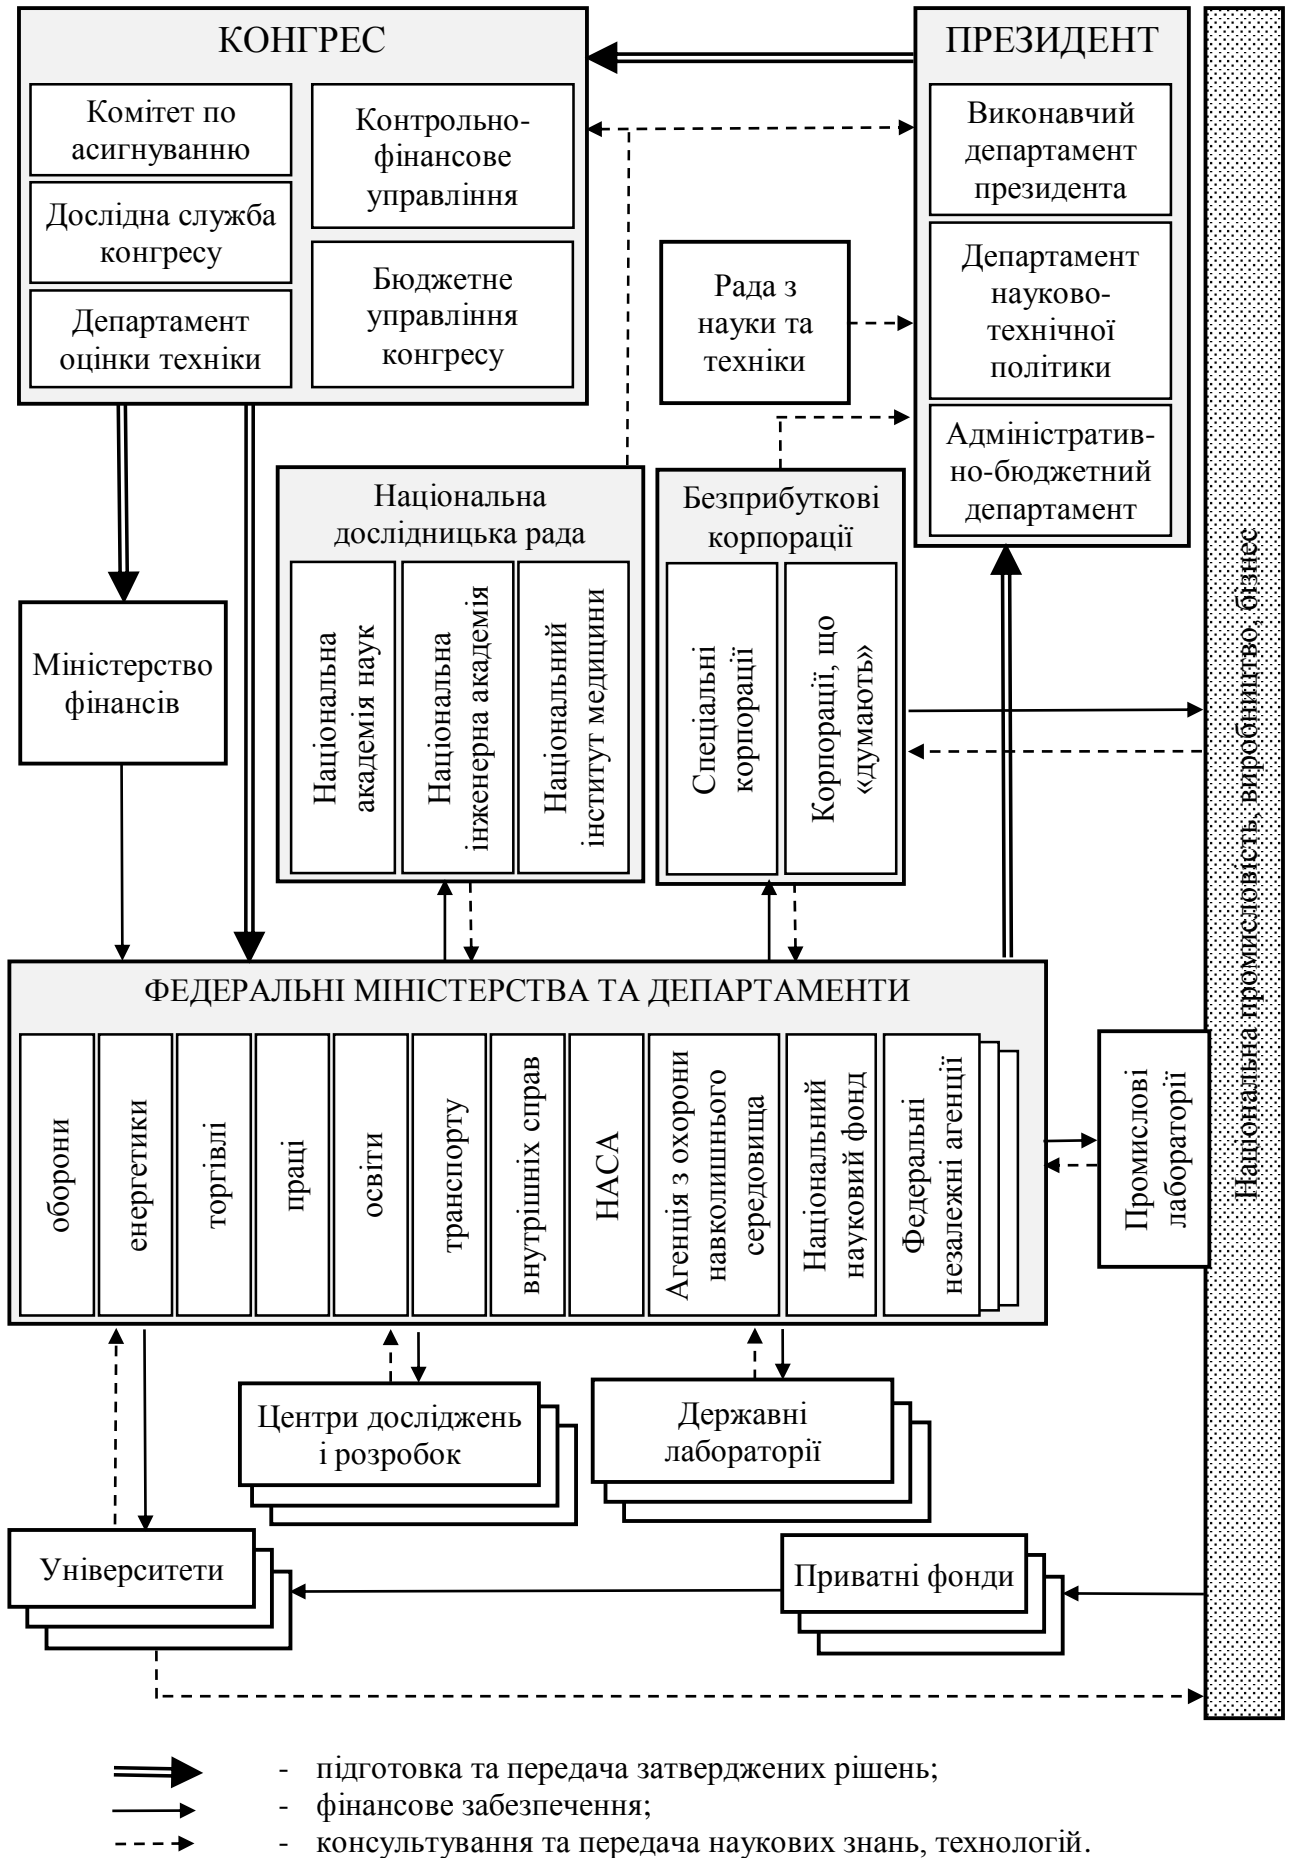 КОНГРЕС
Комітет по
асигнуванню
Дослідна служба
конгресу
Департамент
оцінки техніки
Контрольно-
фінансове
управління
Бюджетне
управління
конгресу
ПРЕЗИДЕНТ
Виконавчий
департамент
президента
Департамент
науково-
технічної
політики
Адміністратив-
но-бюджетний
департамент
Рада з
науки та
техніки
Міністерство
фінансів
Національна
дослідницька рада
Національна
академія наук
Національна
інженерна академія
Національний
інститут медицини
Безприбуткові
корпорації
Спеціальні
корпорації
Корпорації, що
«думають»
Національна промисловість, виробництво, бізнес
ФЕДЕРАЛЬНІ МІНІСТЕРСТВА ТА ДЕПАРТАМЕНТИ
оборони
енергетики
торгівлі
праці
освіти
транспорту
внутрішніх справ
НАСА
Агенція з охорони
навколишнього
середовища
Національний
науковий фонд
Федеральні
незалежні агенції
Промислові
лабораторії
Центри досліджень
і розробок
Державні
лабораторії
Університети
Приватні фонди
- підготовка та передача затверджених рішень;
- фінансове забезпечення;
- консультування та передача наукових знань, технологій.